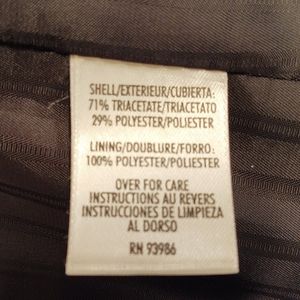 SHELL/EXTERIEUR/CUBIERTA:
71% TRIACETATE/TRIACETATO
29% POLYESTER/POLIESTER
LINING/DOUBLURE/FORRO:
100% POLYESTER/POLIESTER
OVER FOR CARE
INSTRUCTIONS AU REVERS
INSTRUCCIONES DE LIMPIEZA
AL DORSO
RN 93986